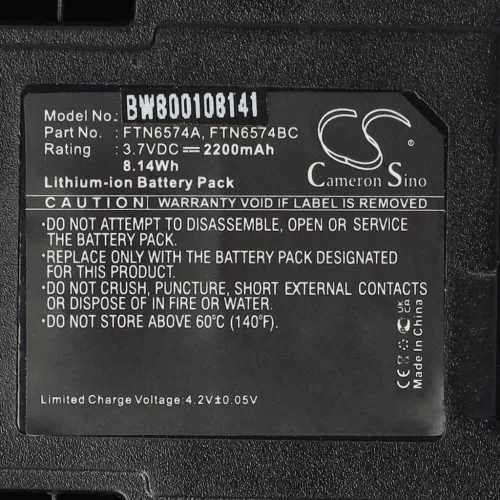 Model No.: BW800108141
Part No. : FTN6574A, FTN6574BC
Rating : 3.7VDC ⎓ 2200mAh
8.14Wh
Lithium-ion Battery Pack
CS
Cameron Sino
CAUTION WARRANTY VOID IF LABEL IS REMOVED
·DO NOT ATTEMPT TO DISASSEMBLE, OPEN OR SERVICE
THE BATTERY PACK.
·REPLACE ONLY WITH THE BATTERY PACK DESIGNATED
FOR THIS PRODUCT.
·DO NOT CRUSH, PUNCTURE, SHORT EXTERNAL CONTACTS
OR DISPOSE OF IN FIRE OR WATER.
·DO NOT STORE ABOVE 60°C (140°F).
CE EAC UKCA
Made In China
Limited Charge Voltage:4.2V±0.05V